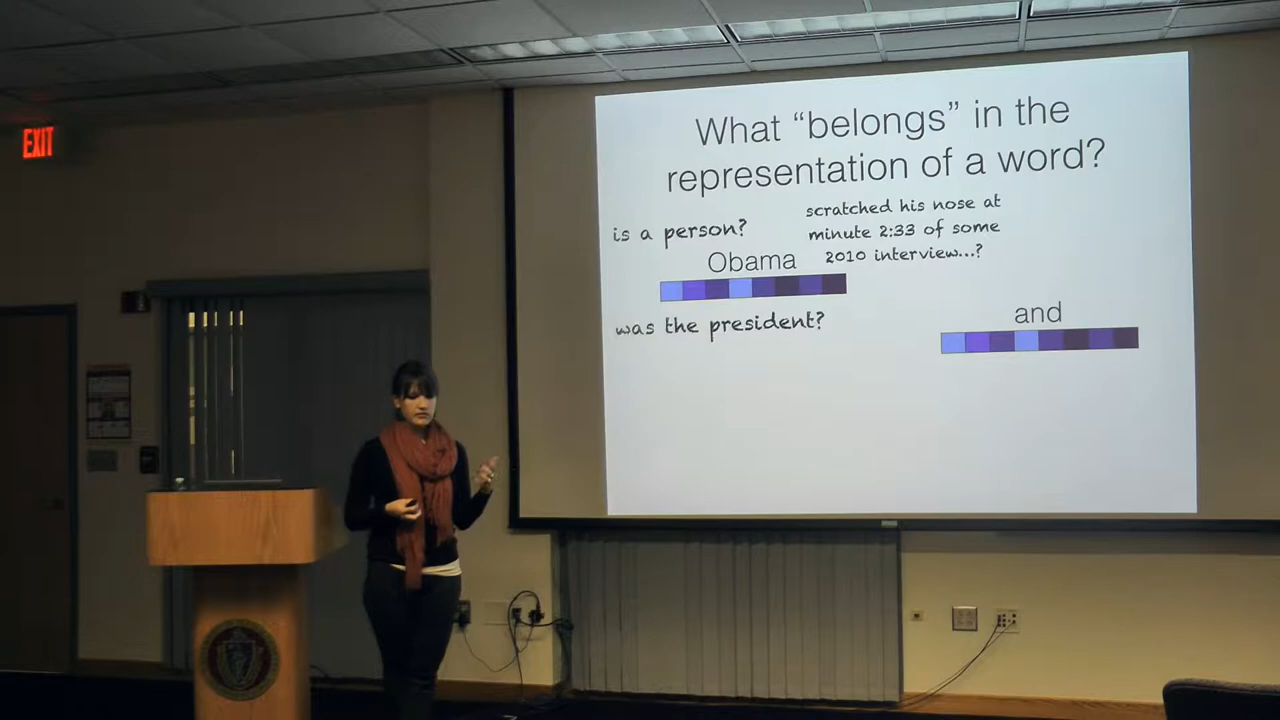 EXIT
What “belongs” in the
representation of a word?
is a person?
scratched his nose at
minute 2:33 of some
2010 interview...?
Obama
was the president?
and